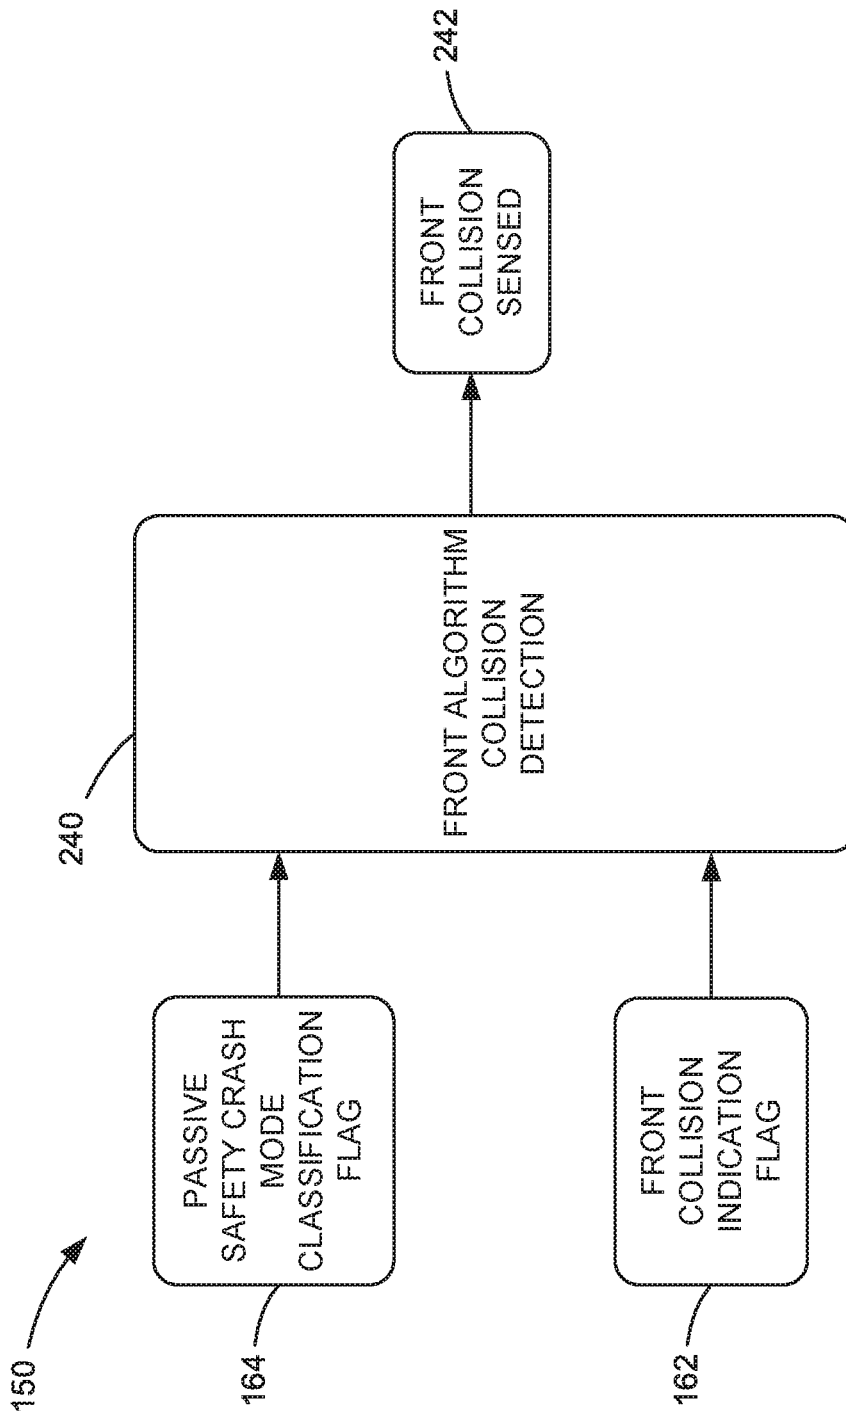 150
164
PASSIVE
SAFETY CRASH
MODE
CLASSIFICATION
FLAG
162
FRONT
COLLISION
INDICATION
FLAG
240
FRONT ALGORITHM
COLLISION
DETECTION
242
FRONT
COLLISION
SENSED